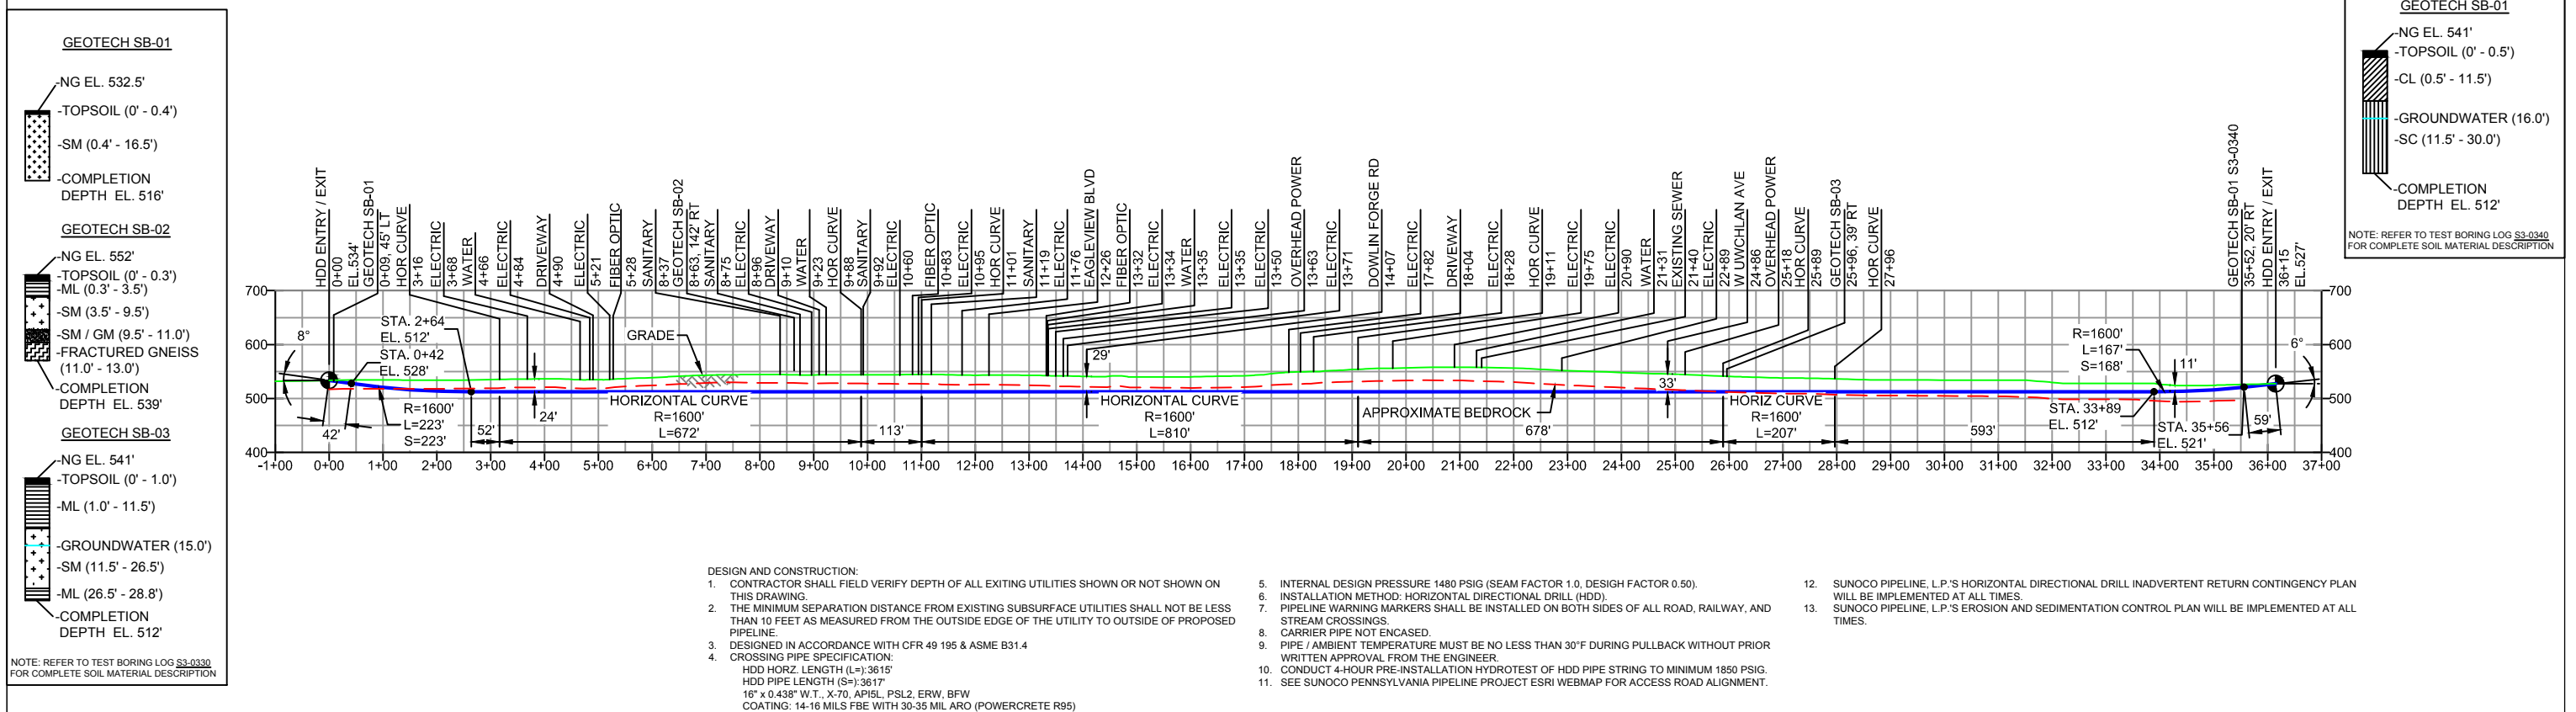 GEOTECH SB-01
-NG EL. 532.5'
-TOPSOIL (0' - 0.4')
-SM (0.4' - 16.5')
-COMPLETION
DEPTH EL. 516'
GEOTECH SB-02
-NG EL. 552'
-TOPSOIL (0' - 0.3')
-ML (0.3' - 3.5')
-SM (3.5' - 9.5')
-SM / GM (9.5' - 11.0')
-FRACTURED GNEISS
(11.0' - 13.0')
-COMPLETION
DEPTH EL. 539'
GEOTECH SB-03
-NG EL. 541'
-TOPSOIL (0' - 1.0')
-ML (1.0' - 11.5')
-GROUNDWATER (15.0')
-SM (11.5' - 26.5')
-ML (26.5' - 28.8')
-COMPLETION
DEPTH EL. 512'
NOTE: REFER TO TEST BORING LOG S3-0330
FOR COMPLETE SOIL MATERIAL DESCRIPTION
HDD ENTRY / EXIT
0+00
EL.534'
GEOTECH SB-01
0+09, 45' LT
HOR CURVE
3+16
ELECTRIC
3+68
WATER
4+66
ELECTRIC
4+84
DRIVEWAY
4+90
ELECTRIC
5+21
FIBER OPTIC
5+28
SANITARY
8+37
GEOTECH SB-02
8+63, 142' RT
SANITARY
8+75
ELECTRIC
8+96
DRIVEWAY
9+10
WATER
9+23
HOR CURVE
9+88
SANITARY
9+92
ELECTRIC
10+60
FIBER OPTIC
10+83
ELECTRIC
10+95
HOR CURVE
11+01
SANITARY
11+19
ELECTRIC
11+76
EAGLEVIEW BLVD
12+26
FIBER OPTIC
13+32
ELECTRIC
13+34
WATER
13+35
ELECTRIC
13+35
ELECTRIC
13+50
OVERHEAD POWER
13+63
ELECTRIC
13+71
DOWLIN FORGE RD
14+07
ELECTRIC
17+82
DRIVEWAY
18+04
ELECTRIC
18+28
HOR CURVE
19+11
ELECTRIC
19+75
ELECTRIC
20+90
WATER
21+31
EXISTING SEWER
21+40
ELECTRIC
22+89
W UWCHLAN AVE
24+86
OVERHEAD POWER
25+18
HOR CURVE
25+89
GEOTECH SB-03
25+96, 39' RT
HOR CURVE
27+96
GEOTECH SB-01 S3-0340
35+52, 20' RT
HDD ENTRY / EXIT
36+15
EL.527'
700
600
500
400
700
600
500
400
8°
STA. 2+64
EL. 512'
STA. 0+42
EL. 528'
GRADE
29'
33'
R=1600'
L=167'
S=168'
11'
6°
42'
R=1600'
L=223'
S=223'
52'
24'
HORIZONTAL CURVE
R=1600'
L=672'
113'
HORIZONTAL CURVE
R=1600'
L=810'
APPROXIMATE BEDROCK
678'
HORIZ CURVE
R=1600'
L=207'
593'
STA. 33+89
EL. 512'
STA. 35+56
EL. 521'
59'
-1+00 0+00 1+00 2+00 3+00 4+00 5+00 6+00 7+00 8+00 9+00 10+00 11+00 12+00 13+00 14+00 15+00 16+00 17+00 18+00 19+00 20+00 21+00 22+00 23+00 24+00 25+00 26+00 27+00 28+00 29+00 30+00 31+00 32+00 33+00 34+00 35+00 36+00 37+00
DESIGN AND CONSTRUCTION:
1. CONTRACTOR SHALL FIELD VERIFY DEPTH OF ALL EXITING UTILITIES SHOWN OR NOT SHOWN ON
THIS DRAWING.
2. THE MINIMUM SEPARATION DISTANCE FROM EXISTING SUBSURFACE UTILITIES SHALL NOT BE LESS
THAN 10 FEET AS MEASURED FROM THE OUTSIDE EDGE OF THE UTILITY TO OUTSIDE OF PROPOSED
PIPELINE.
3. DESIGNED IN ACCORDANCE WITH CFR 49 195 & ASME B31.4
4. CROSSING PIPE SPECIFICATION:
HDD HORZ. LENGTH (L=):3615'
HDD PIPE LENGTH (S=):3617'
16" x 0.438" W.T., X-70, API5L, PSL2, ERW, BFW
COATING: 14-16 MILS FBE WITH 30-35 MIL ARO (POWERCRETE R95)
5. INTERNAL DESIGN PRESSURE 1480 PSIG (SEAM FACTOR 1.0, DESIGH FACTOR 0.50).
6. INSTALLATION METHOD: HORIZONTAL DIRECTIONAL DRILL (HDD).
7. PIPELINE WARNING MARKERS SHALL BE INSTALLED ON BOTH SIDES OF ALL ROAD, RAILWAY, AND
STREAM CROSSINGS.
8. CARRIER PIPE NOT ENCASED.
9. PIPE / AMBIENT TEMPERATURE MUST BE NO LESS THAN 30°F DURING PULLBACK WITHOUT PRIOR
WRITTEN APPROVAL FROM THE ENGINEER.
10. CONDUCT 4-HOUR PRE-INSTALLATION HYDROTEST OF HDD PIPE STRING TO MINIMUM 1850 PSIG.
11. SEE SUNOCO PENNSYLVANIA PIPELINE PROJECT ESRI WEBMAP FOR ACCESS ROAD ALIGNMENT.
12. SUNOCO PIPELINE, L.P.'S HORIZONTAL DIRECTIONAL DRILL INADVERTENT RETURN CONTINGENCY PLAN
WILL BE IMPLEMENTED AT ALL TIMES.
13. SUNOCO PIPELINE, L.P.'S EROSION AND SEDIMENTATION CONTROL PLAN WILL BE IMPLEMENTED AT ALL
TIMES.
GEOTECH SB-01
-NG EL. 541'
-TOPSOIL (0' - 0.5')
-CL (0.5' - 11.5')
-GROUNDWATER (16.0')
-SC (11.5' - 30.0')
-COMPLETION
DEPTH EL. 512'
NOTE: REFER TO TEST BORING LOG S3-0340
FOR COMPLETE SOIL MATERIAL DESCRIPTION